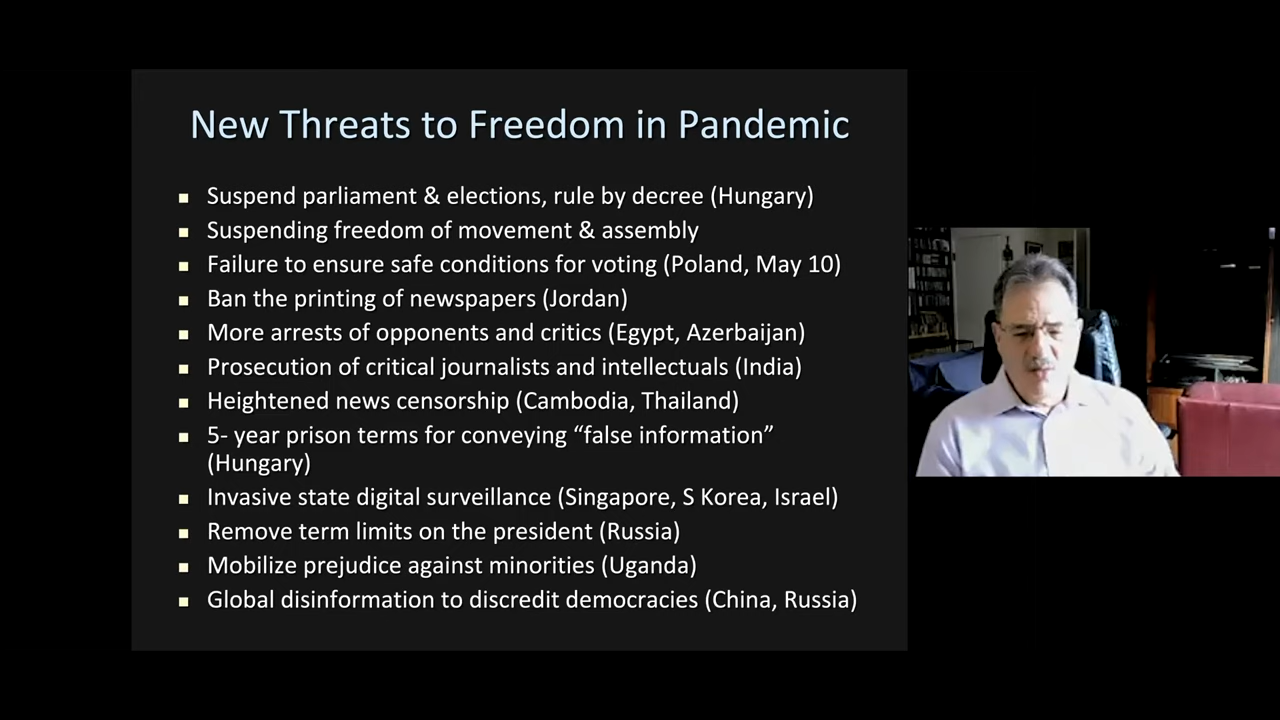 New Threats to Freedom in Pandemic
Suspend parliament & elections, rule by decree (Hungary)
Suspending freedom of movement & assembly
Failure to ensure safe conditions for voting (Poland, May 10)
Ban the printing of newspapers (Jordan)
More arrests of opponents and critics (Egypt, Azerbaijan)
Prosecution of critical journalists and intellectuals (India)
Heightened news censorship (Cambodia, Thailand)
5- year prison terms for conveying “false information”
(Hungary)
Invasive state digital surveillance (Singapore, S Korea, Israel)
Remove term limits on the president (Russia)
Mobilize prejudice against minorities (Uganda)
Global disinformation to discredit democracies (China, Russia)